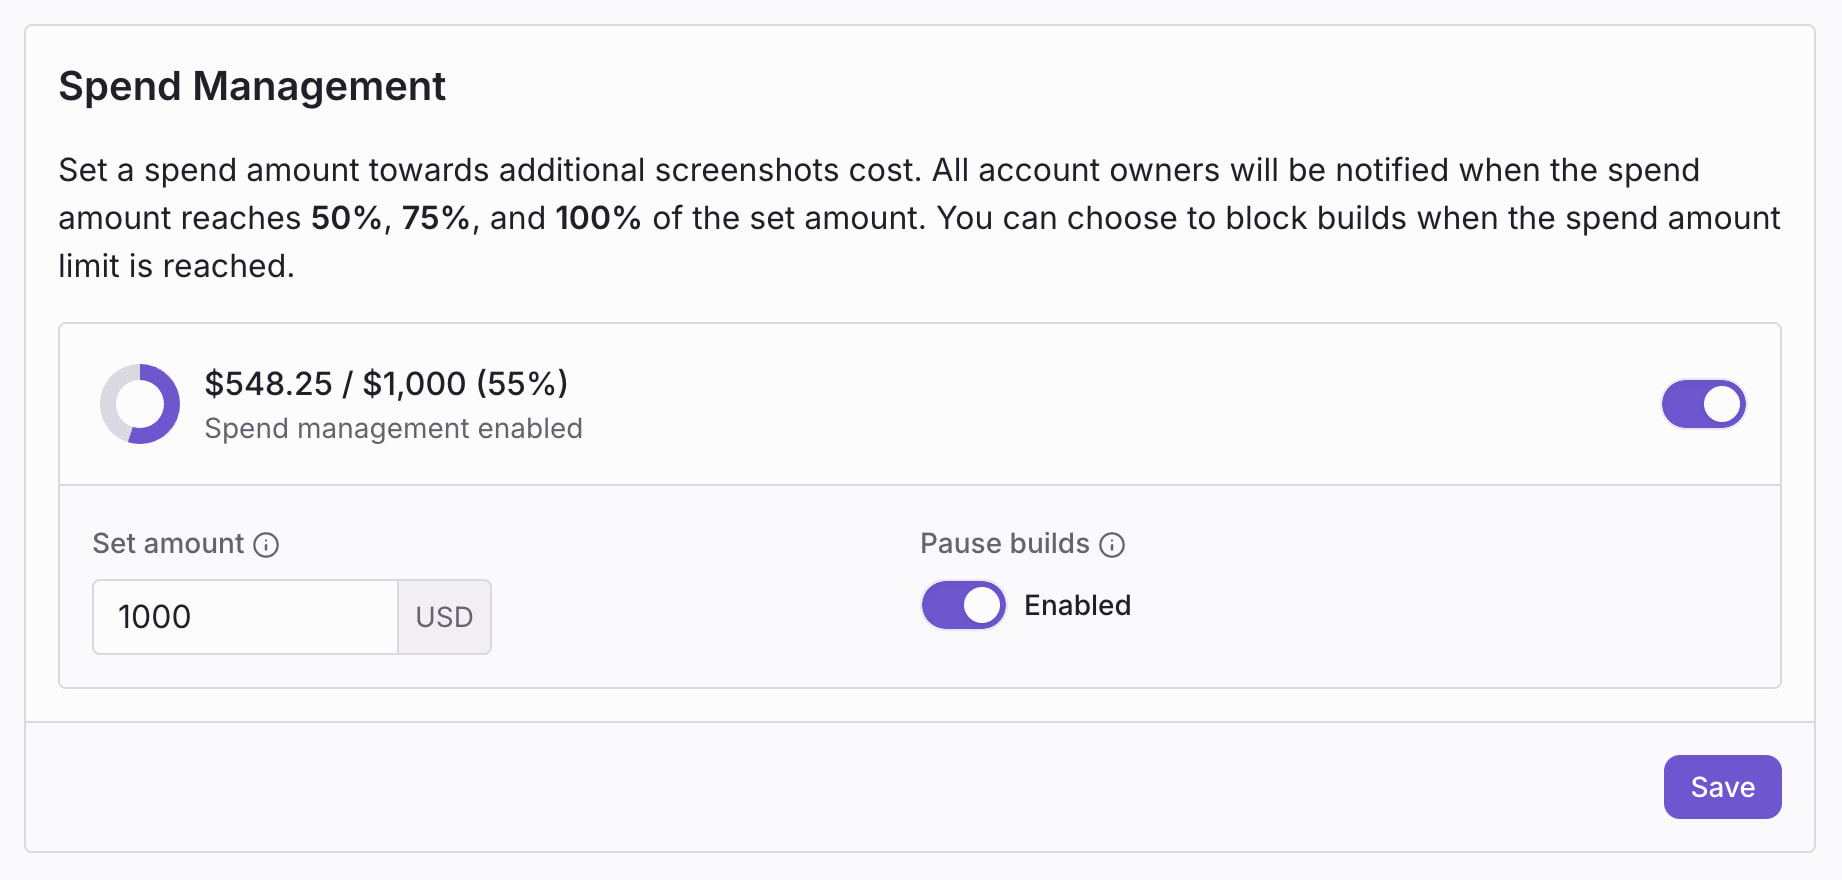 Spend Management
Set a spend amount towards additional screenshots cost. All account owners will be notified when the spend
amount reaches 50%, 75%, and 100% of the set amount. You can choose to block builds when the spend amount
limit is reached.
$548.25 / $1,000 (55%)
Spend management enabled
Set amount
1000
USD
Pause builds
Enabled
Save